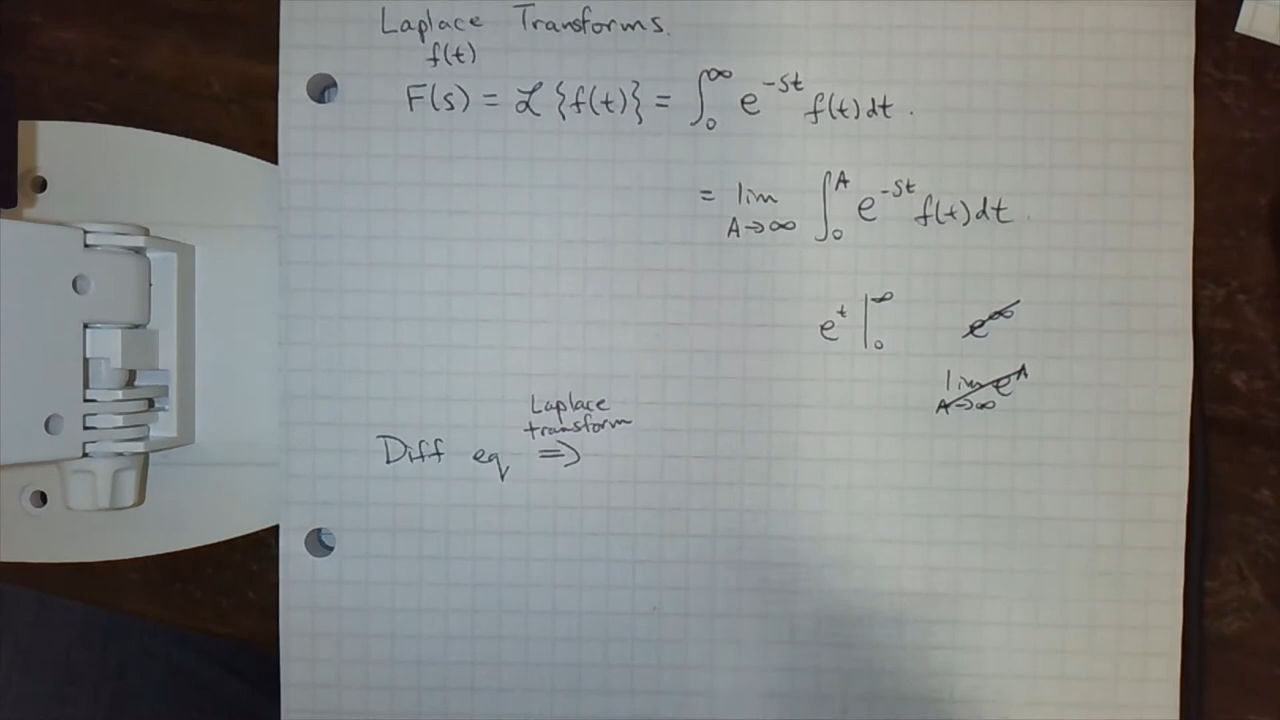 Laplace Transforms.
f(t)
F(s) = ℒ{f(t)} = ∫₀^∞ e^{-st} f(t) dt.
= lim_{A→∞} ∫₀^A e^{-st} f(t) dt.
e^t |₀^∞ e^∞
lim_{A→∞} e^A
Laplace
transform
Diff eq ⇒